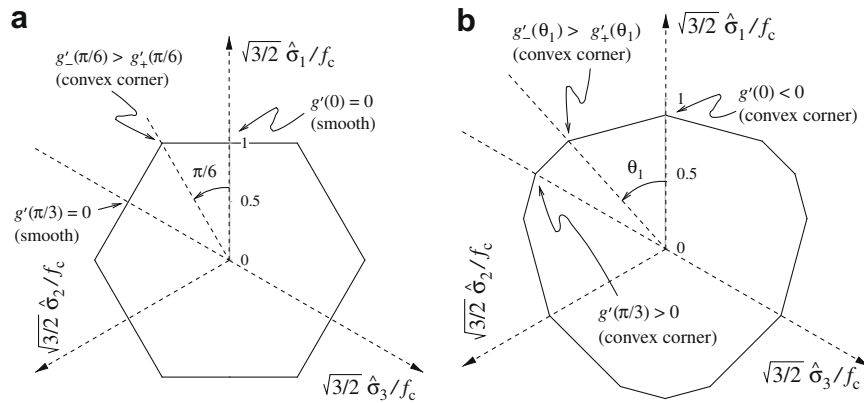 a
√3/2 σ̂₁/f_c
g′₋(π/6) > g′₊(π/6)
(convex corner)
g′(0) = 0
(smooth)
1
π/6
0.5
g′(π/3) = 0
(smooth)
0
√3/2 σ̂₂/f_c
√3/2 σ̂₃/f_c
b
√3/2 σ̂₁/f_c
g′₋(θ₁) > g′₊(θ₁)
(convex corner)
g′(0) < 0
(convex corner)
1
θ₁
0.5
0
g′(π/3) > 0
(convex corner)
√3/2 σ̂₂/f_c
√3/2 σ̂₃/f_c